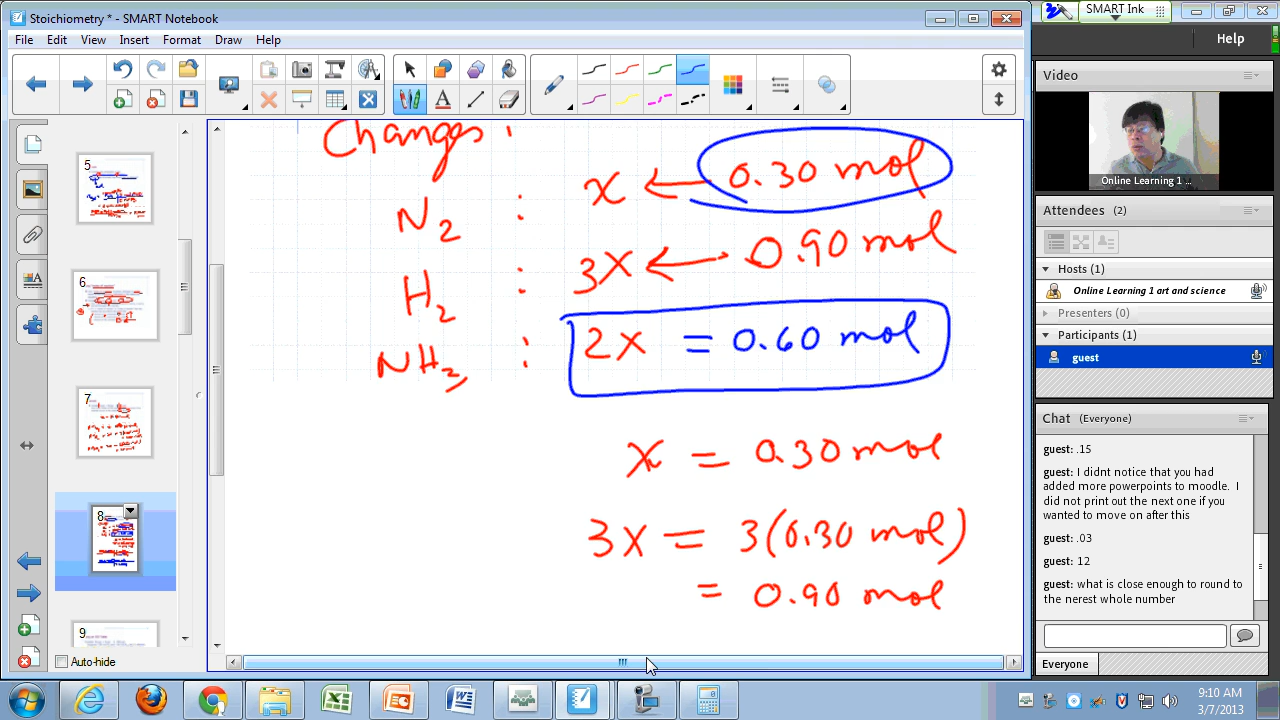 Stoichiometry * - SMART Notebook
File Edit View Insert Format Draw Help
SMART Ink
Help
5
6
7
8
9
Auto-hide
Changes:
N2 : x ← 0.30 mol
H2 : 3x ← 0.90 mol
NH3 : 2x = 0.60 mol
x = 0.30 mol
3x = 3(0.30 mol)
= 0.90 mol
Video
Online Learning 1 ...
Attendees (2)
Hosts (1)
Online Learning 1 art and science
Presenters (0)
Participants (1)
guest
Chat (Everyone)
guest: .15
guest: I didnt notice that you had
added more powerpoints to moodle. I
did not print out the next one if you
wanted to move on after this
guest: .03
guest: 12
guest: what is close enough to round to
the nerest whole number
Everyone
9:10 AM
3/7/2013